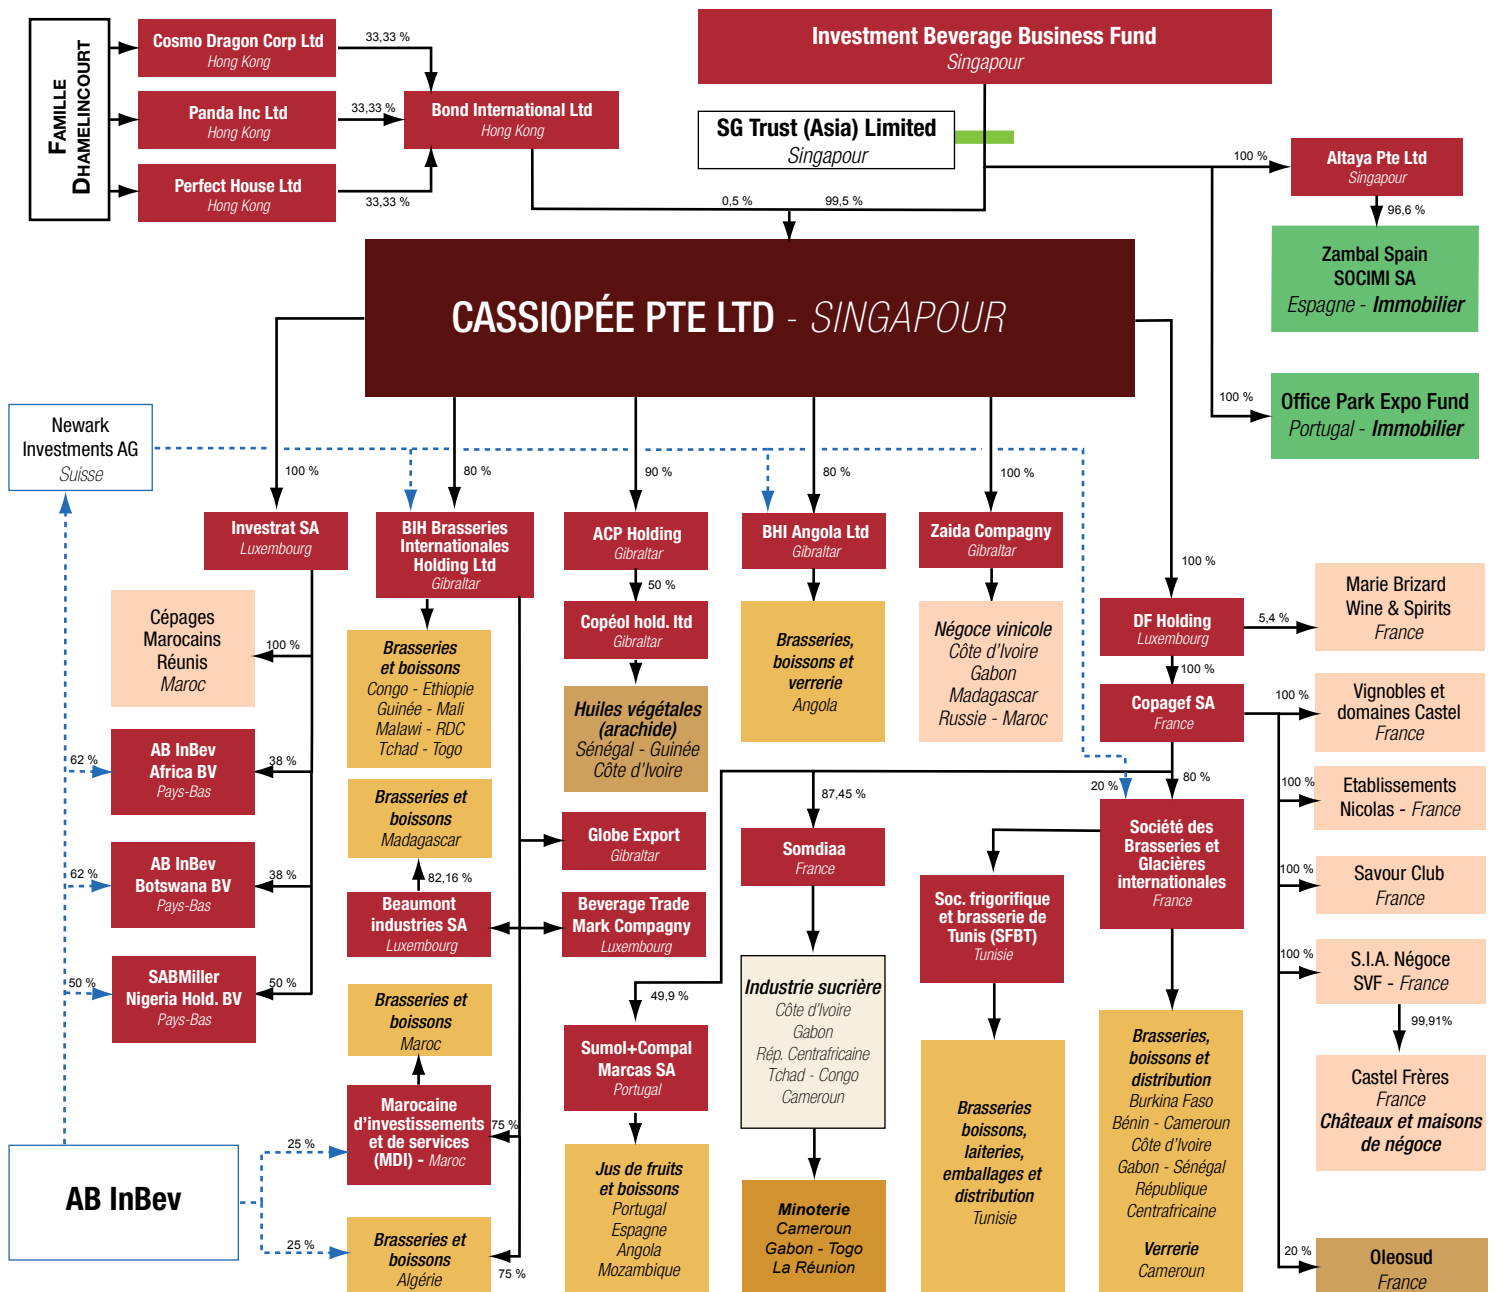 FAMILLE
DHAMELINCOURT
Cosmo Dragon Corp Ltd
Hong Kong
33,33 %
Panda Inc Ltd
Hong Kong
33,33 %
Perfect House Ltd
Hong Kong
33,33 %
Bond International Ltd
Hong Kong
Investment Beverage Business Fund
Singapour
SG Trust (Asia) Limited
Singapour
0,5 %
99,5 %
100 %
Altaya Pte Ltd
Singapour
96,6 %
Zambal Spain
SOCIMI SA
Espagne - Immobilier
100 %
Office Park Expo Fund
Portugal - Immobilier
CASSIOPÉE PTE LTD - SINGAPOUR
Newark
Investments AG
Suisse
100 %
80 %
90 %
80 %
100 %
100 %
Investrat SA
Luxembourg
BIH Brasseries
Internationales
Holding Ltd
Gibraltar
ACP Holding
Gibraltar
BHI Angola Ltd
Gibraltar
Zaida Compagny
Gibraltar
50 %
Copéol hold. ltd
Gibraltar
DF Holding
Luxembourg
5,4 %
Marie Brizard
Wine & Spirits
France
Cépages
Marocains
Réunis
Maroc
100 %
Brasseries
et boissons
Congo - Ethiopie
Guinée - Mali
Malawi - RDC
Tchad - Togo
Huiles végétales
(arachide)
Sénégal - Guinée
Côte d'Ivoire
Brasseries,
boissons et
verrerie
Angola
Négoce vinicole
Côte d'Ivoire
Gabon
Madagascar
Russie - Maroc
100 %
Copagef SA
France
100 %
Vignobles et
domaines Castel
France
62 %
AB InBev
Africa BV
Pays-Bas
38 %
Brasseries et
boissons
Madagascar
87,45 %
20 %
80 %
100 %
Etablissements
Nicolas - France
Globe Export
Gibraltar
Somdiaa
France
Société des
Brasseries et
Glacières
internationales
France
62 %
AB InBev
Botswana BV
Pays-Bas
38 %
82,16 %
Beaumont
industries SA
Luxembourg
Beverage Trade
Mark Compagny
Luxembourg
Soc. frigorifique
et brasserie de
Tunis (SFBT)
Tunisie
100 %
Savour Club
France
50 %
SABMiller
Nigeria Hold. BV
Pays-Bas
50 %
Brasseries et
boissons
Maroc
49,9 %
Industrie sucrière
Côte d'Ivoire
Gabon
Rép. Centrafricaine
Tchad - Congo
Cameroun
100 %
S.I.A. Négoce
SVF - France
99,91%
Sumol+Compal
Marcas SA
Portugal
Castel Frères
France
Châteaux et maisons
de négoce
Marocaine
d'investissements
et de services
(MDI) - Maroc
25 %
75 %
Brasseries
boissons,
laiteries,
emballages et
distribution
Tunisie
Brasseries,
boissons et
distribution
Burkina Faso
Bénin - Cameroun
Côte d'Ivoire
Gabon - Sénégal
République
Centrafricaine
Verrerie
Cameroun
AB InBev
Jus de fruits
et boissons
Portugal
Espagne
Angola
Mozambique
Minoterie
Cameroun
Gabon - Togo
La Réunion
25 %
Brasseries et
boissons
Algérie
75 %
20 %
Oleosud
France